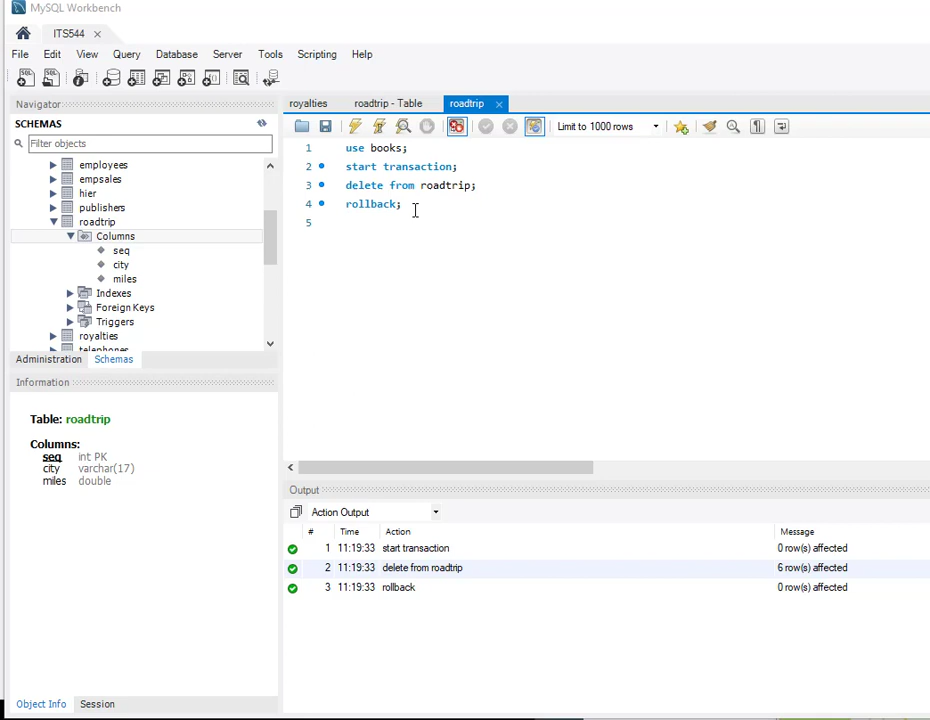 MySQL Workbench
ITS544
File Edit View Query Database Server Tools Scripting Help
Navigator
SCHEMAS
Filter objects
employees
empsales
hier
publishers
roadtrip
Columns
seq
city
miles
Indexes
Foreign Keys
Triggers
royalties
telephones
Administration Schemas
Information
Table: roadtrip
Columns:
seq int PK
city varchar(17)
miles double
Object Info Session
royalties roadtrip - Table roadtrip
Limit to 1000 rows
1 use books;
2 start transaction;
3 delete from roadtrip;
4 rollback;
5
Output
Action Output
# Time Action Message
1 11:19:33 start transaction 0 row(s) affected
2 11:19:33 delete from roadtrip 6 row(s) affected
3 11:19:33 rollback 0 row(s) affected